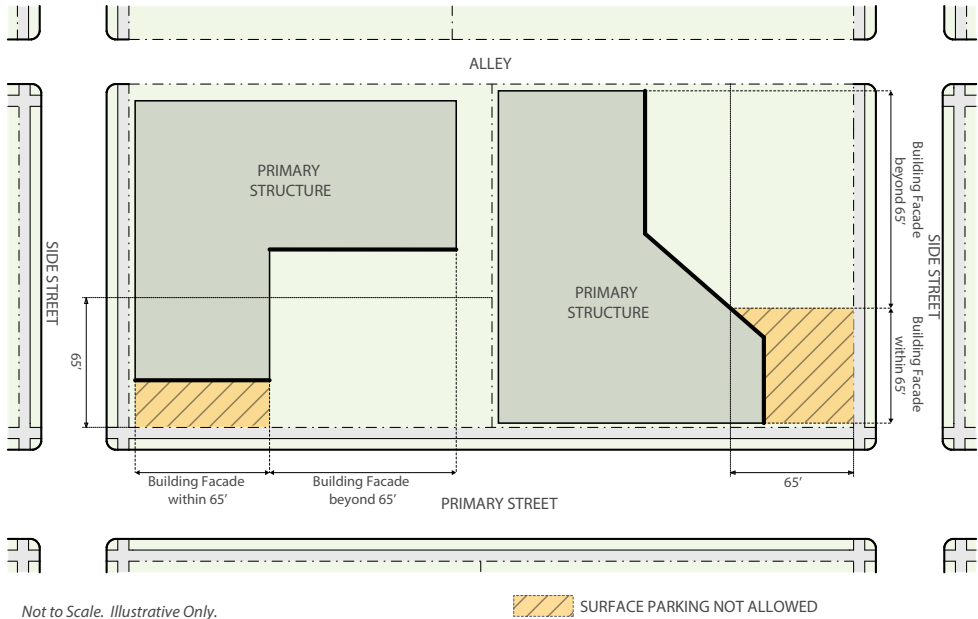 ALLEY
PRIMARY
STRUCTURE
PRIMARY
STRUCTURE
SIDE STREET
65’
Building Facade
beyond 65’
Building Facade
within 65’
SIDE STREET
Building Facade
within 65’
Building Facade
beyond 65’
65’
PRIMARY STREET
Not to Scale. Illustrative Only.
SURFACE PARKING NOT ALLOWED